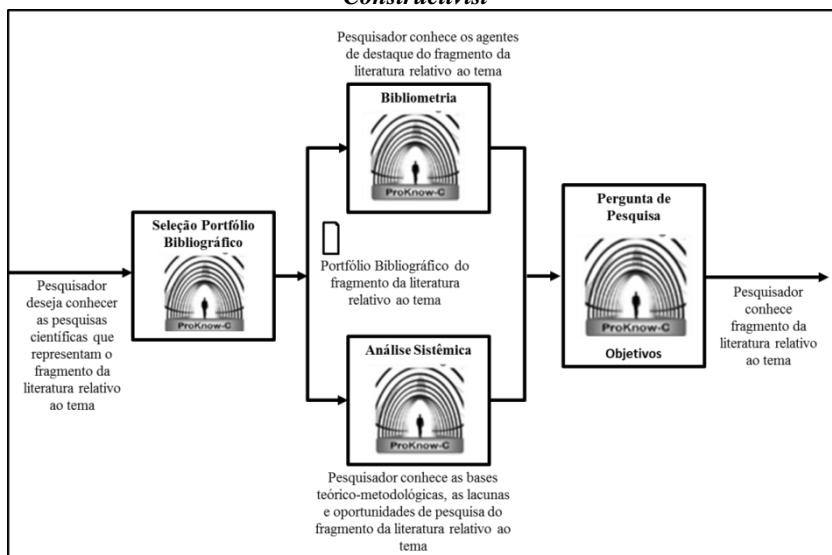 Constructivist
Pesquisador conhece os agentes
de destaque do fragmento da
literatura relativo ao tema
Bibliometria
ProKnow-C
Seleção Portfólio
Bibliográfico
ProKnow-C
Pesquisador
deseja conhecer
as pesquisas
científicas que
representam o
fragmento da
literatura relativo
ao tema
Portfólio Bibliográfico do
fragmento da literatura
relativo ao tema
Análise Sistêmica
ProKnow-C
Pesquisador conhece as bases
teórico-metodológicas, as lacunas
e oportunidades de pesquisa do
fragmento da literatura relativo ao
tema
Pergunta de
Pesquisa
ProKnow-C
Objetivos
Pesquisador
conhece
fragmento da
literatura relativo
ao tema